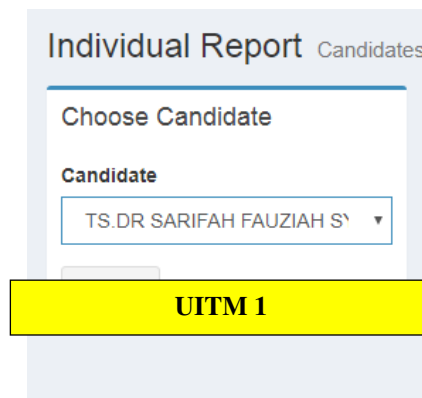 Individual Report Candidates
Choose Candidate
Candidate
TS.DR SARIFAH FAUZIAH
UITM 1